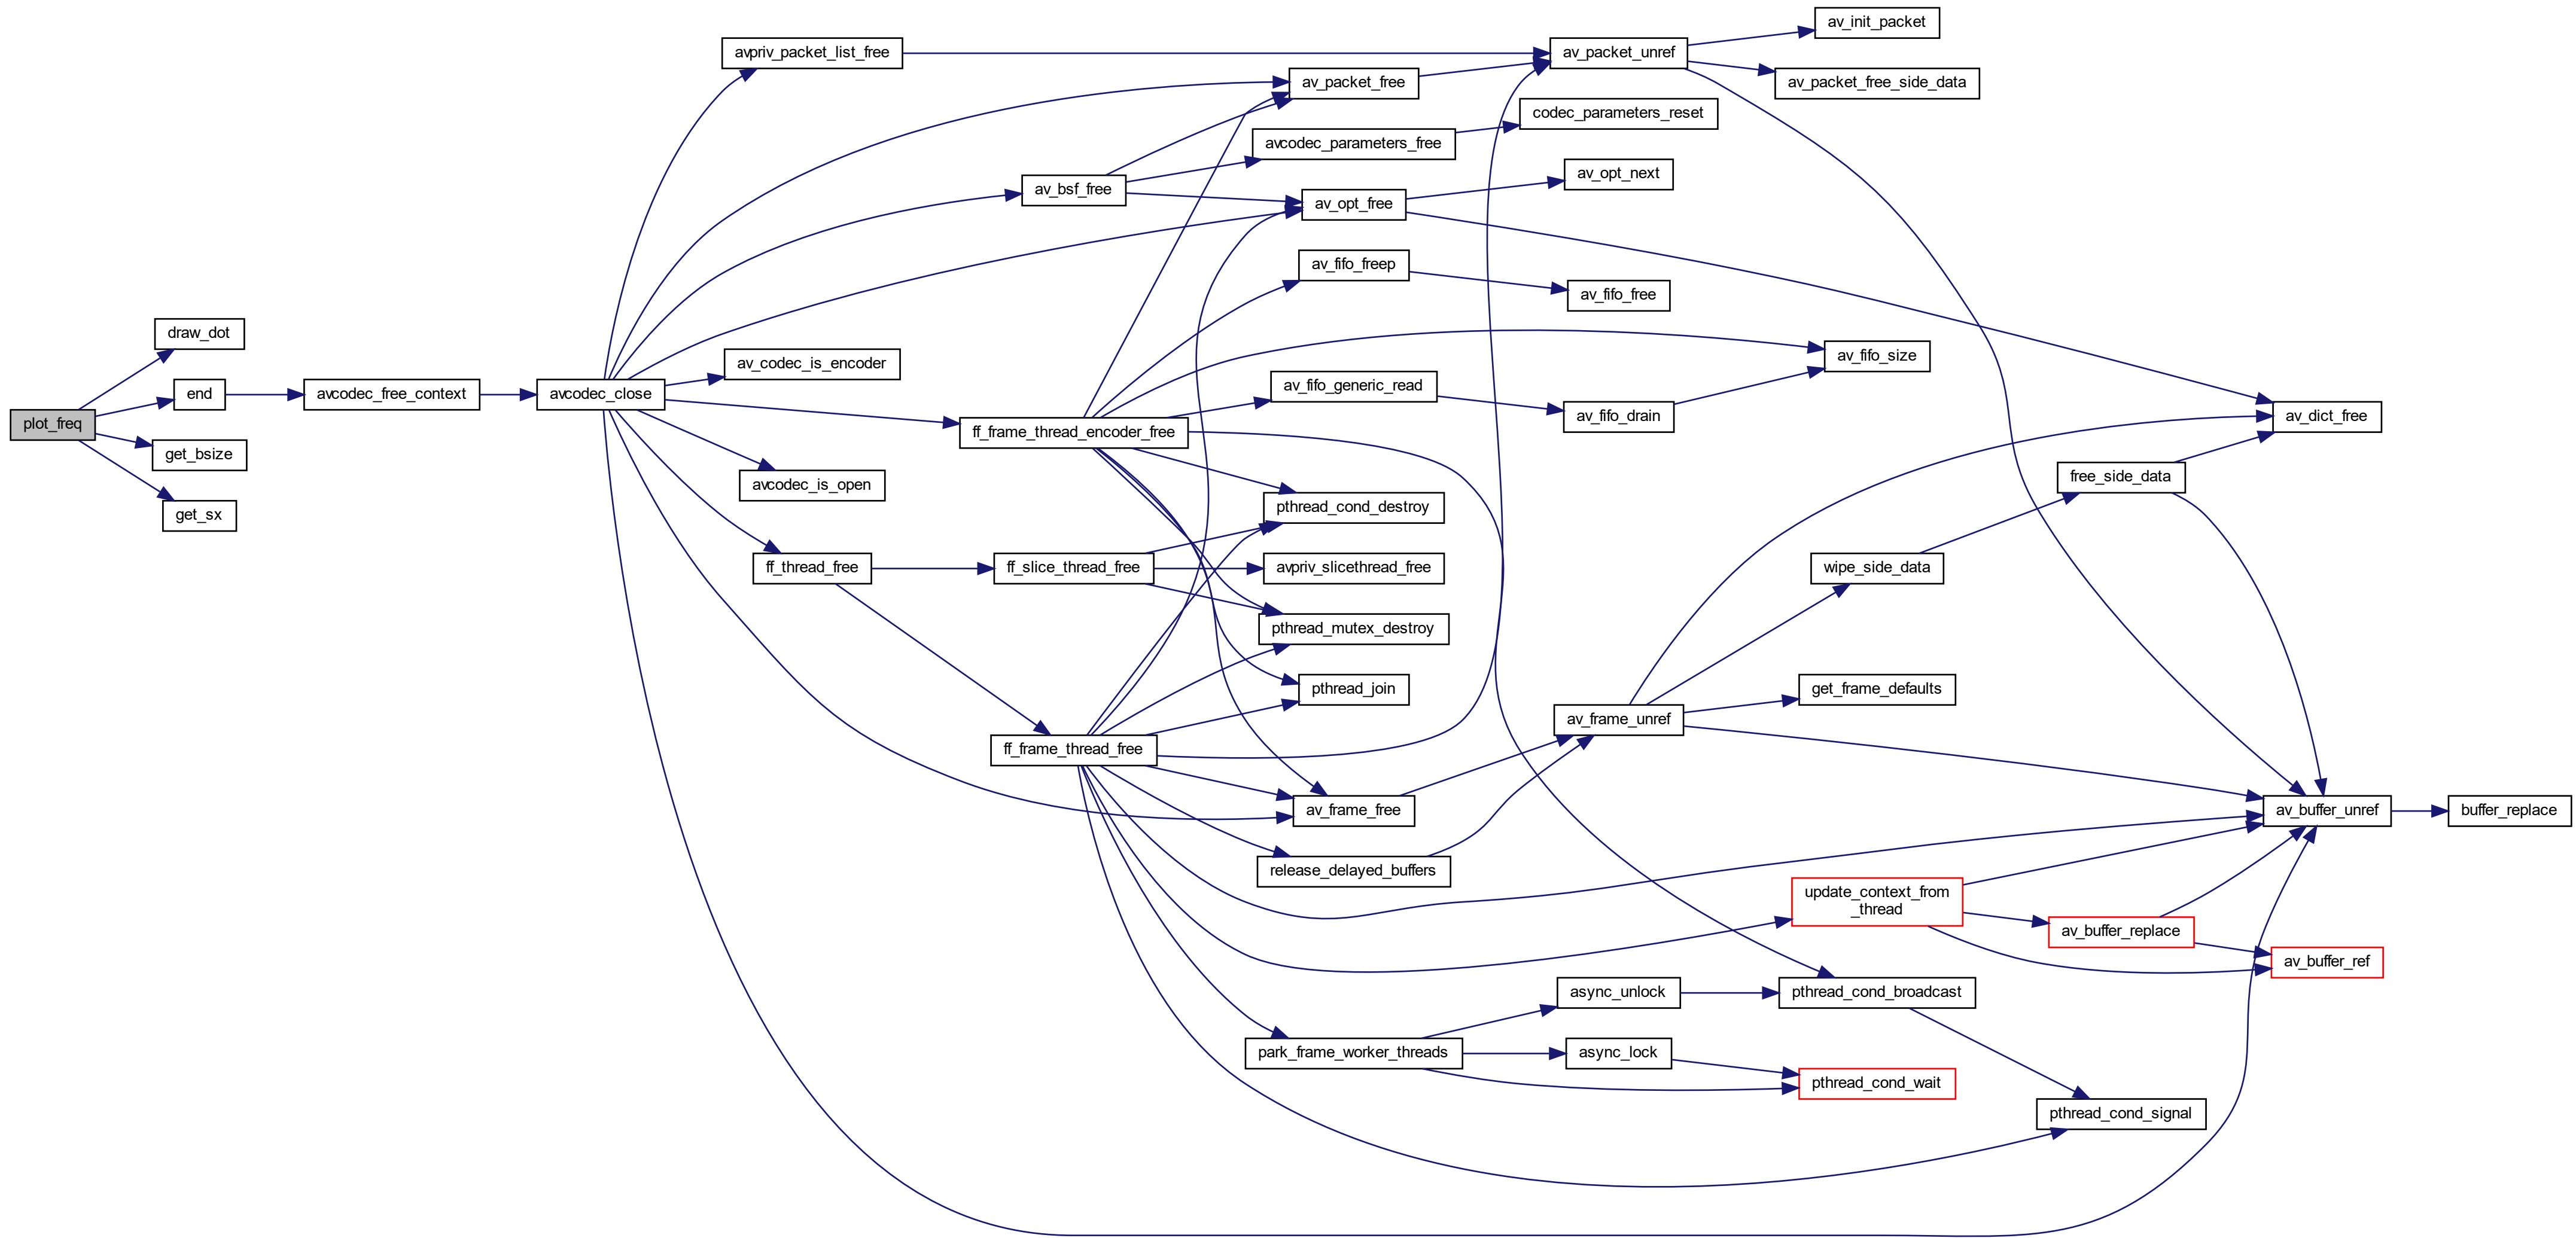 plot_freq
draw_dot
end
get_bsize
get_sx
avcodec_free_context
avcodec_close
avpriv_packet_list_free
av_codec_is_encoder
avcodec_is_open
ff_thread_free
av_bsf_free
ff_frame_thread_encoder_free
ff_slice_thread_free
ff_frame_thread_free
av_packet_free
avcodec_parameters_free
av_opt_free
av_fifo_freep
av_fifo_generic_read
pthread_cond_destroy
avpriv_slicethread_free
pthread_mutex_destroy
pthread_join
av_frame_free
release_delayed_buffers
park_frame_worker_threads
av_packet_unref
codec_parameters_reset
av_opt_next
av_fifo_free
av_fifo_drain
av_frame_unref
async_unlock
async_lock
av_init_packet
av_packet_free_side_data
av_fifo_size
wipe_side_data
get_frame_defaults
update_context_from
_thread
pthread_cond_broadcast
pthread_cond_wait
free_side_data
av_buffer_replace
pthread_cond_signal
av_dict_free
av_buffer_unref
av_buffer_ref
buffer_replace